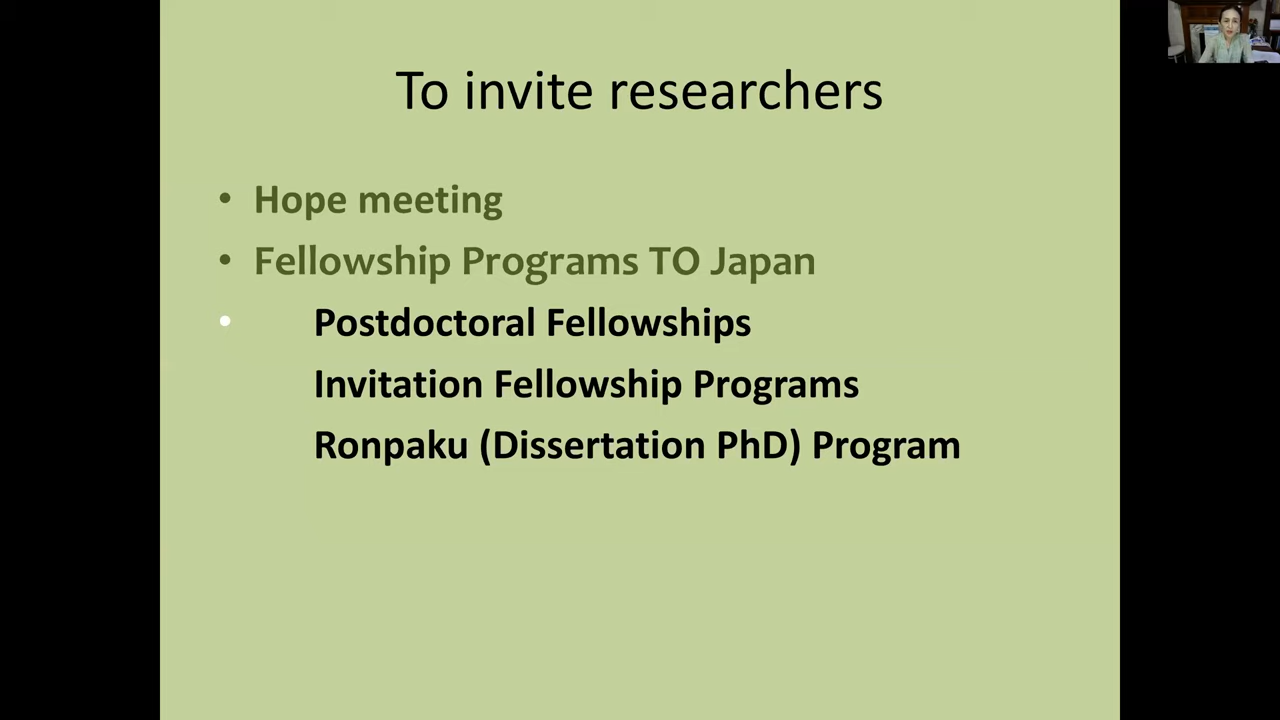 To invite researchers
• Hope meeting
• Fellowship Programs TO Japan
• Postdoctoral Fellowships
Invitation Fellowship Programs
Ronpaku (Dissertation PhD) Program